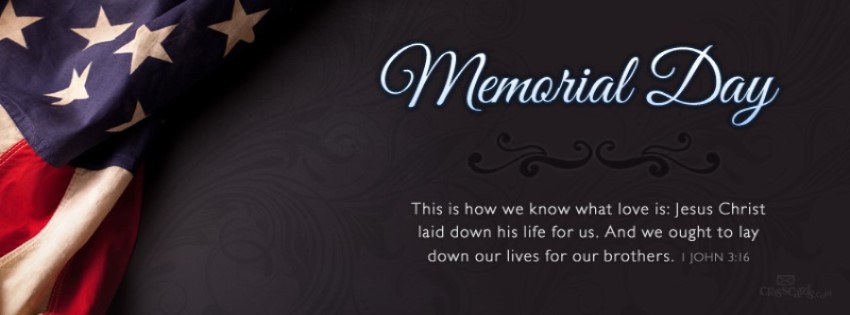 Memorial Day
This is how we know what love is: Jesus Christ
laid down his life for us. And we ought to lay
down our lives for our brothers. 1 JOHN 3:16